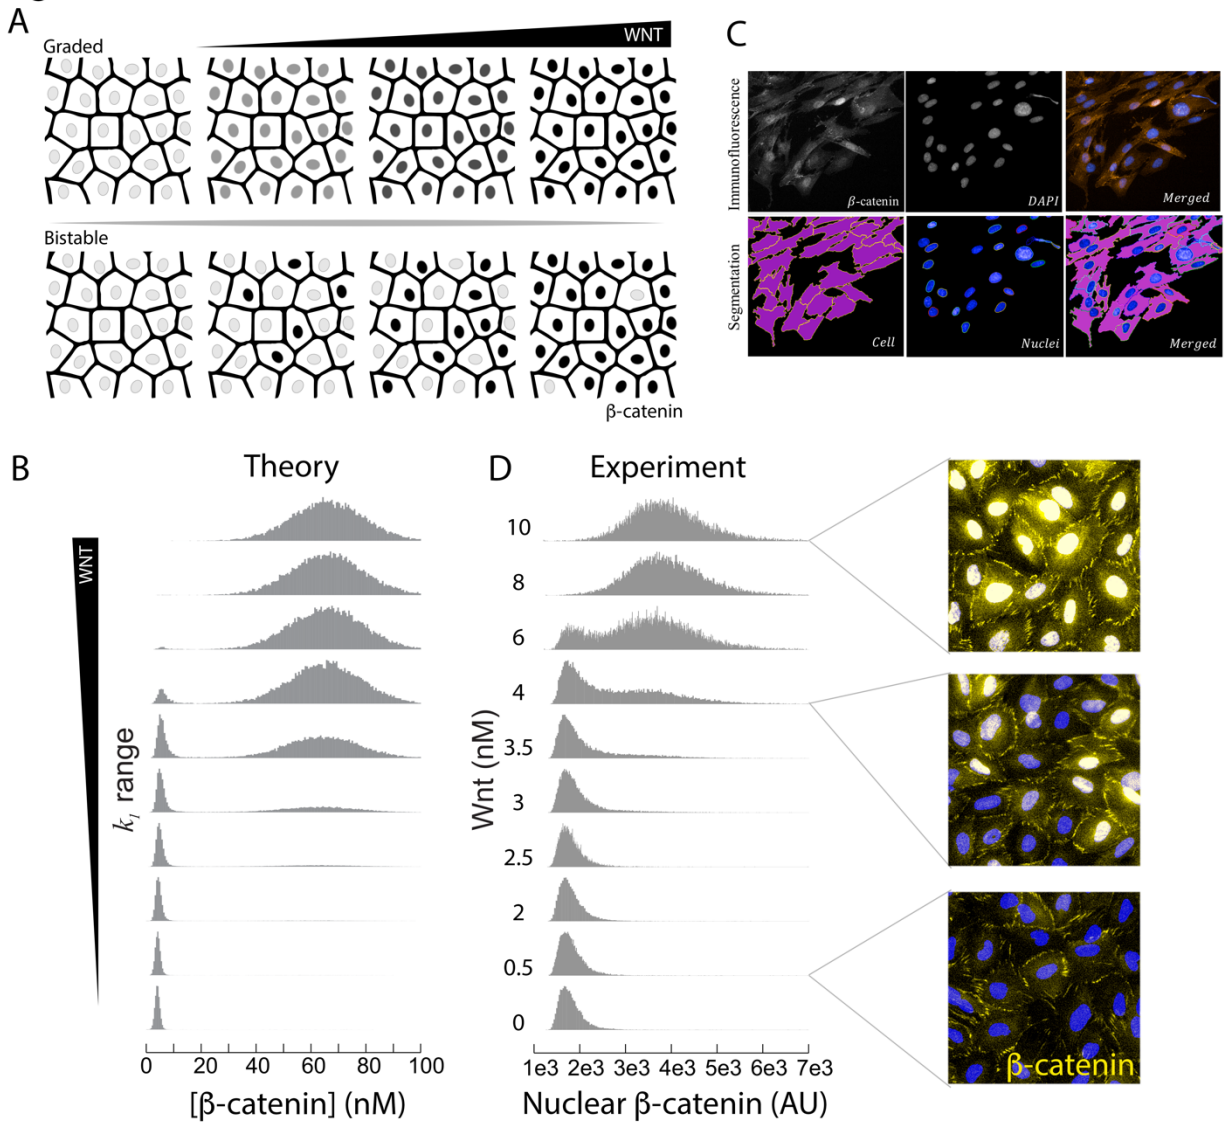 A
Graded
WNT
Bistable
β-catenin
C
Immunofluorescence
β-catenin
DAPI
Merged
Segmentation
Cell
Nuclei
Merged
B
Theory
WNT
k₁ range
0 20 40 60 80 100
[β-catenin] (nM)
D
Experiment
Wnt (nM)
10
8
6
4
3.5
3
2.5
2
0.5
0
1e3 2e3 3e3 4e3 5e3 6e3 7e3
Nuclear β-catenin (AU)
β-catenin